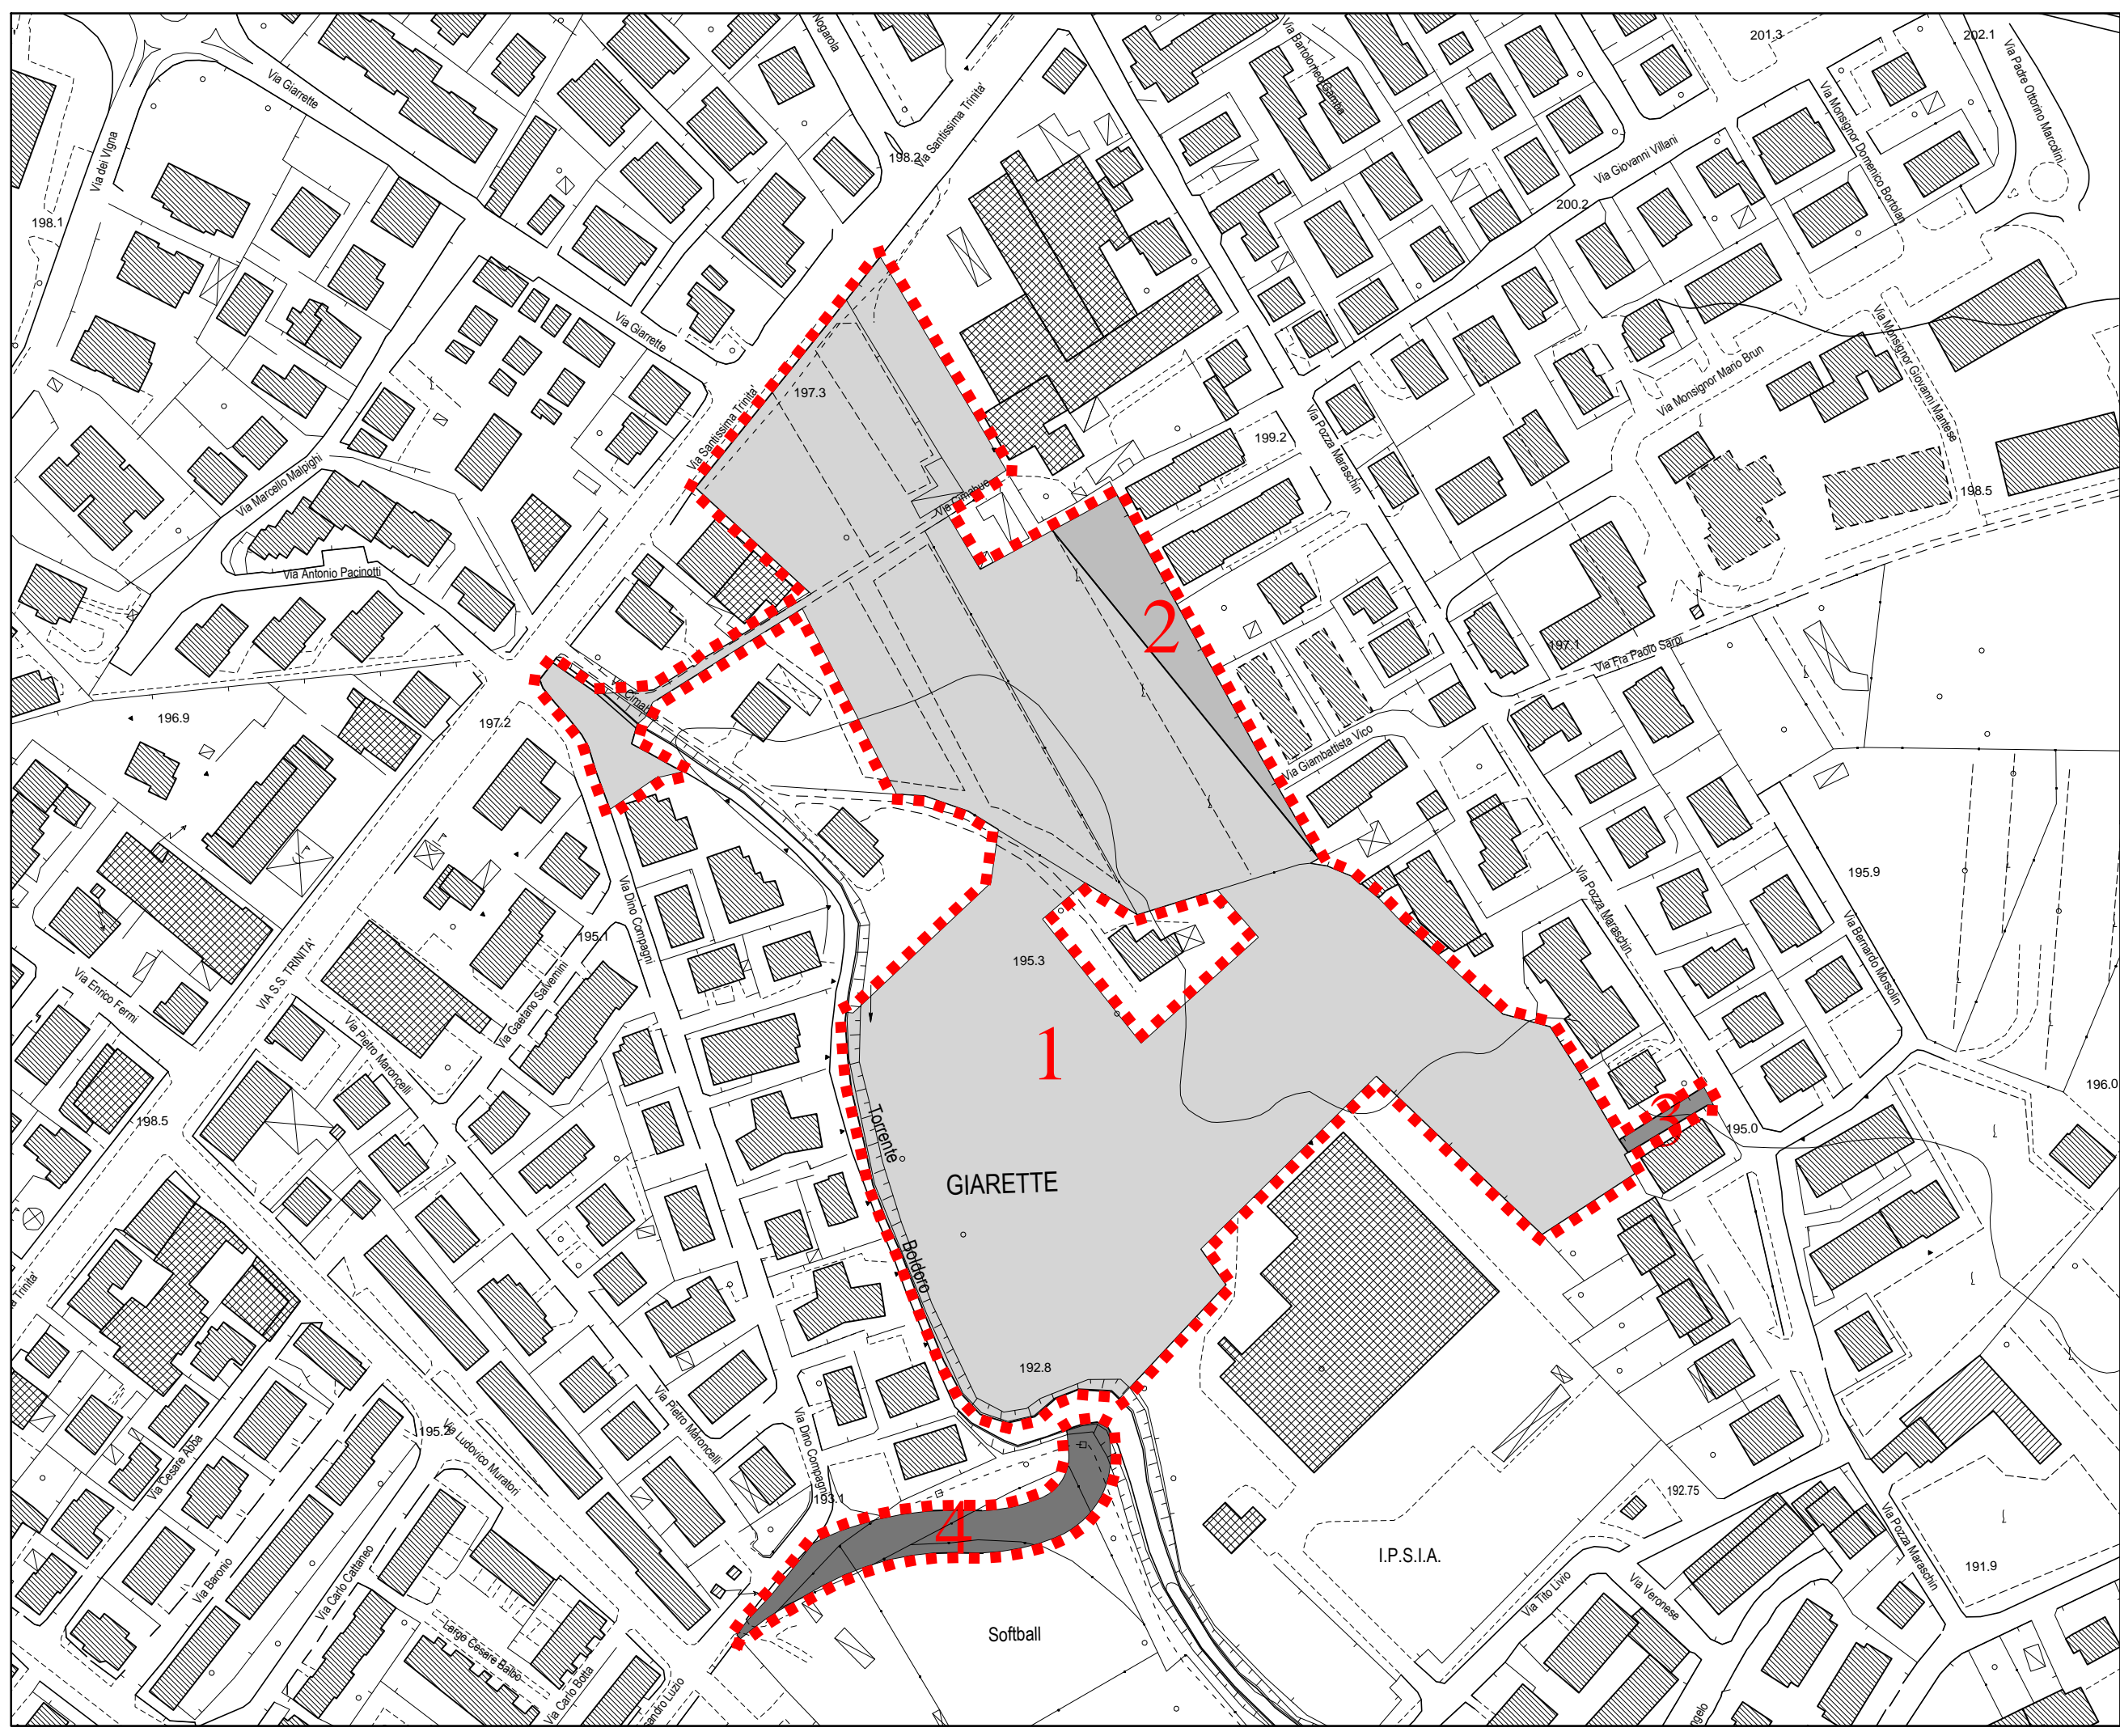 201.3
202.1
Via Padre Ottorino Marcolini
Nogarola
Via Giarrette
Via Bartolomeo Gamba
Via Santissima Trinita'
Via Monsignor Domenico Bortolan
Via dei Vigna
198.2
Via Giovanni Villani
200.2
198.1
Via Giarrette
Via Monsignor Giovanni Mantese
Via Monsignor Mario Brun
197.3
Via Santissima Trinita'
Via Pozza Maraschin
199.2
Via Marcello Malpighi
Via Cimabue
198.5
Via Antonio Pacinotti
2
197.1
Via Fra Paolo Sarpi
196.9
197.2
Via Giambattista Vico
195.9
Via Dino Compagni
Via Pozza Maraschin
Via Bernardo Morsolin
195.1
VIA S.S. TRINITA'
195.3
Via Enrico Fermi
Via Gaetano Salvemini
Via Pietro Maroncelli
1
196.0
198.5
Torrente
3
195.0
GIARETTE
Boldoro
Trinita'
192.8
195.2
Via Pietro Maroncelli
Via Dino Compagni
Via Ludovico Muratori
Via Cesare Abba
193.1
4
192.75
I.P.S.I.A.
Via Pozza Maraschin
191.9
Via Baronio
Via Carlo Cattaneo
Via Tito Livio
Via Veronese
Softball
Largo Cesare Balbo
Via Carlo Botta
sandro Luzio
ngelo